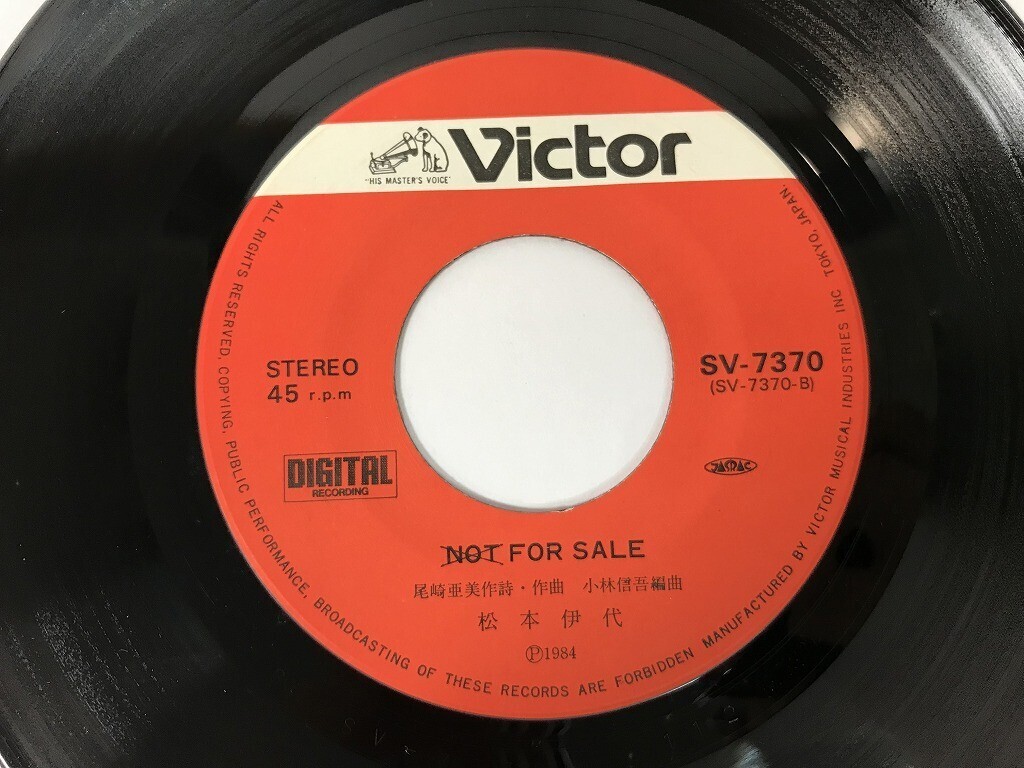 "HIS MASTER'S VOICE"
Victor
STEREO
45 r.p.m
SV-7370
(SV-7370-B)
DIGITAL
RECORDING
JASRAC
NOT FOR SALE
尾崎亜美作詩・作曲 小林信吾編曲
松本伊代
Ⓟ1984
ALL RIGHTS RESERVED. COPYING, PUBLIC PERFORMANCE, BROADCASTING OF THESE RECORDS ARE FORBIDDEN MANUFACTURED BY VICTOR MUSICAL INDUSTRIES INC TOKYO, JAPAN.